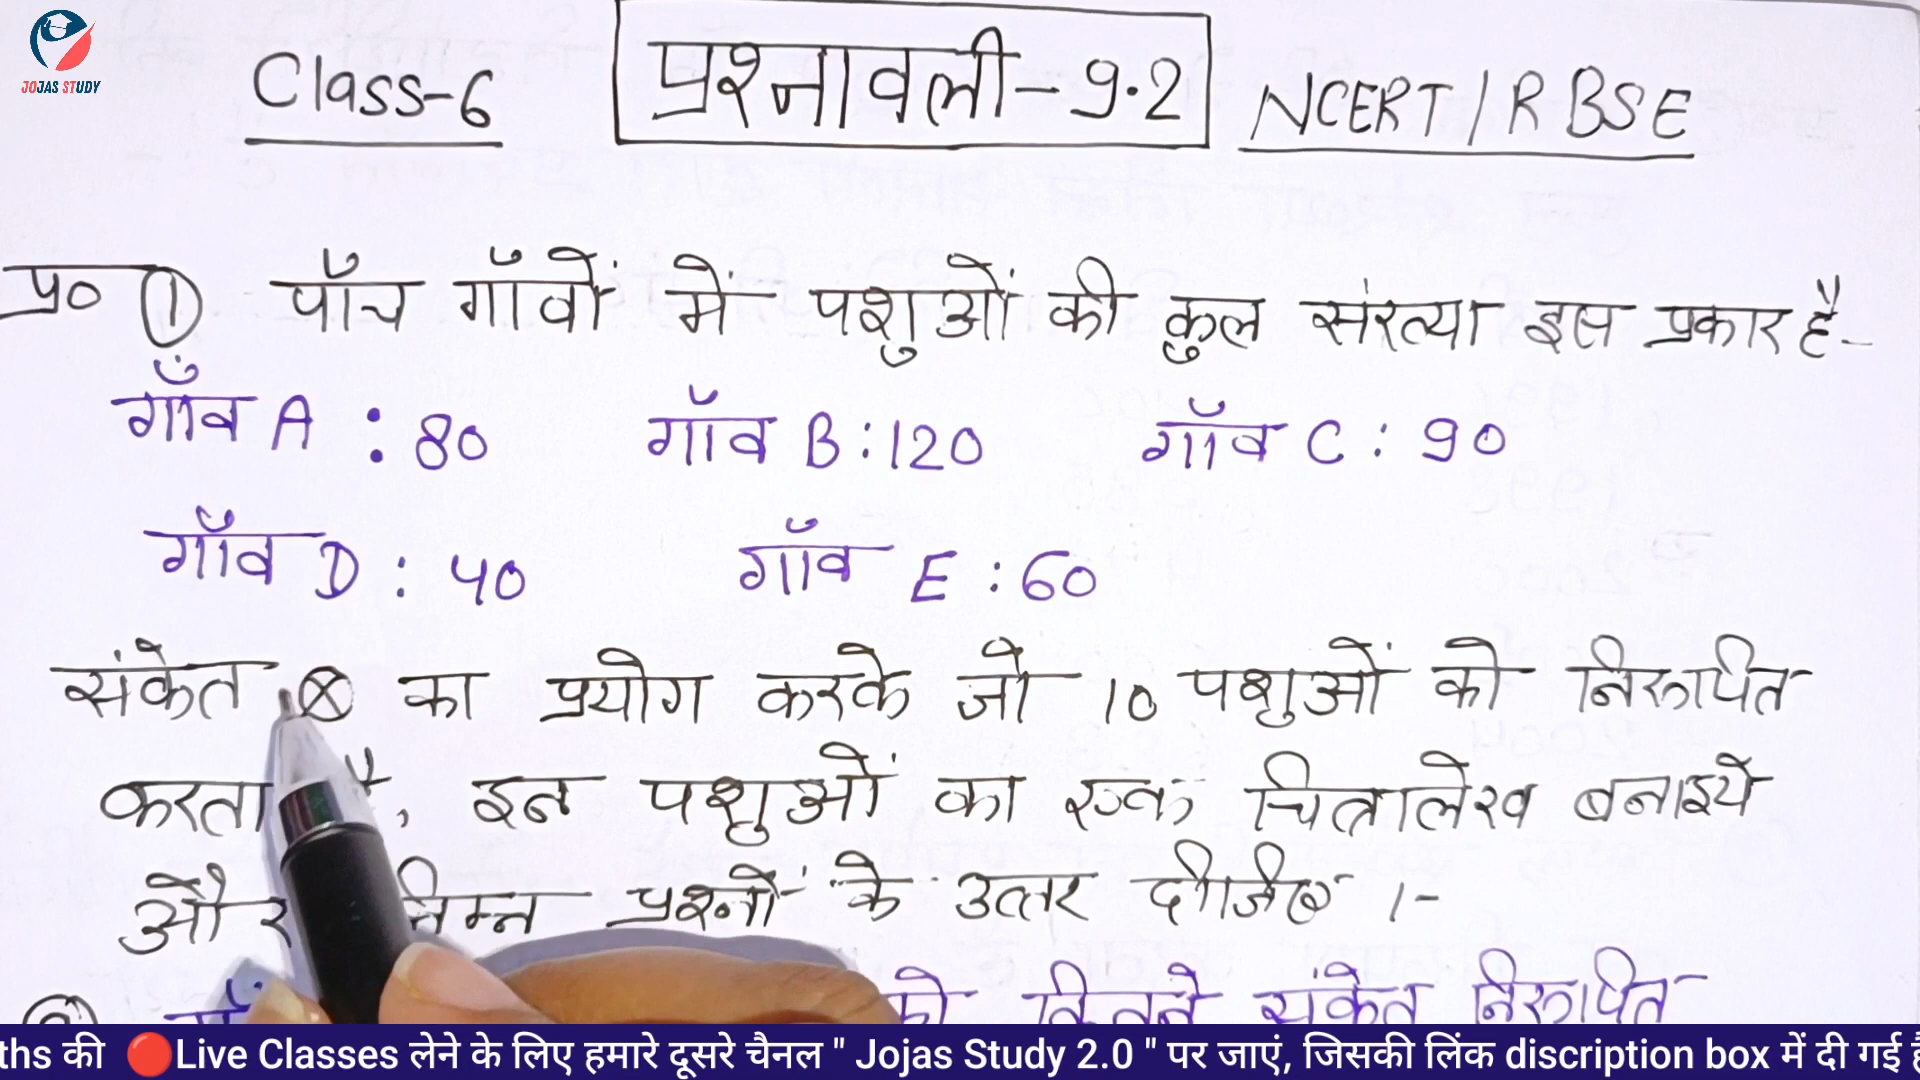 JOJAS STUDY
Class-6 प्रश्नावली-9.2 NCERT/RBSE
प्र० ① पाँच गाँवों में पशुओं की कुल संख्या इस प्रकार है-
गाँव A : 80 गाँव B : 120 गाँव C : 90
गाँव D : 40 गाँव E : 60
संकेत ⊗ का प्रयोग करके जो 10 पशुओं को निरूपित
करता है, इन पशुओं का एक चित्रालेख बनाइये
और निम्न प्रश्नों के उत्तर दीजिए ।-
को कितने संकेत निरूपित
ths की 🔴Live Classes लेने के लिए हमारे दूसरे चैनल " Jojas Study 2.0 " पर जाएं, जिसकी लिंक discription box में दी गई है